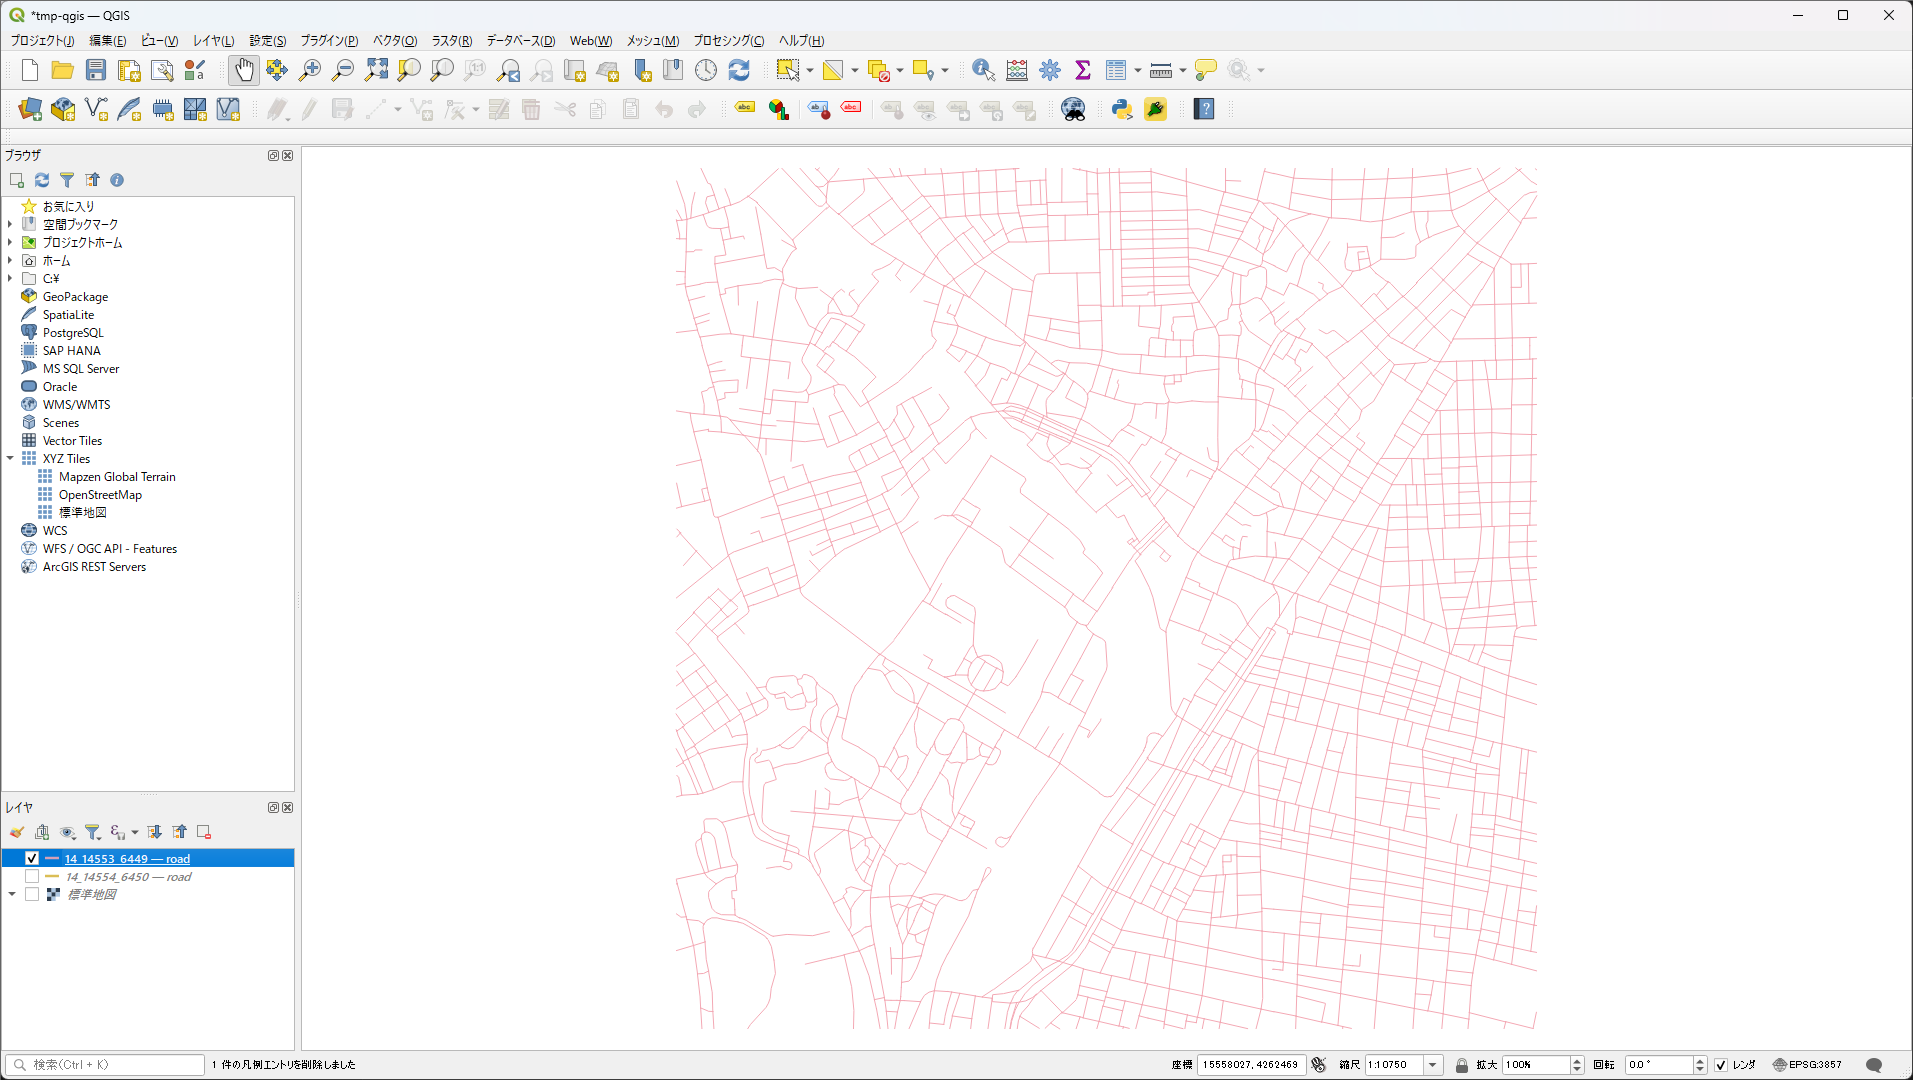 *tmp-qgis — QGIS
プロジェクト(J) 編集(E) ビュー(V) レイヤ(L) 設定(S) プラグイン(P) ベクタ(O) ラスタ(R) データベース(D) Web(W) メッシュ(M) プロセシング(C) ヘルプ(H)
ブラウザ
お気に入り
空間ブックマーク
プロジェクトホーム
ホーム
C:¥
GeoPackage
SpatiaLite
PostgreSQL
SAP HANA
MS SQL Server
Oracle
WMS/WMTS
Scenes
Vector Tiles
XYZ Tiles
Mapzen Global Terrain
OpenStreetMap
標準地図
WCS
WFS / OGC API - Features
ArcGIS REST Servers
レイヤ
14_14553_6449 — road
14_14554_6450 — road
標準地図
検索(Ctrl + K) 1 件の凡例エントリを削除しました 座標 15558027,4262469 縮尺 1:10750 拡大 100% 回転 0.0 ° レンダ EPSG:3857